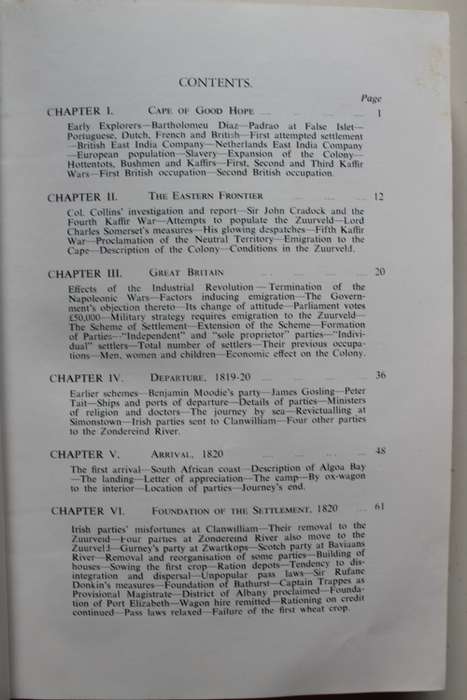 CONTENTS.
Page
CHAPTER I. CAPE OF GOOD HOPE ... ... ... ... 1
Early Explorers—Bartholomeu Diaz—Padrao at False Islet—
Portuguese, Dutch, French and British—First attempted settlement
—British East India Company—Netherlands East India Company
—European population—Slavery—Expansion of the Colony—
Hottentots, Bushmen and Kaffirs—First, Second and Third Kaffir
Wars—First British occupation—Second British occupation.
CHAPTER II. THE EASTERN FRONTIER ... ... ... 12
Col. Collins' investigation and report—Sir John Cradock and the
Fourth Kaffir War—Attempts to populate the Zuurveld—Lord
Charles Somerset's measures—His glowing despatches—Fifth Kaffir
War—Proclamation of the Neutral Territory—Emigration to the
Cape—Description of the Colony—Conditions in the Zuurveld.
CHAPTER III. GREAT BRITAIN ... ... ... 20
Effects of the Industrial Revolution—Termination of the
Napoleonic Wars—Factors inducing emigration—The Govern-
ment's objection thereto—Its change of attitude—Parliament votes
£50,000—Military strategy requires emigration to the Zuurveld—
The Scheme of Settlement—Extension of the Scheme—Formation
of Parties—"Independent" and "sole proprietor" parties—"Indivi-
dual" settlers—Total number of settlers—Their previous occupa-
tions—Men, women and children—Economic effect on the Colony.
CHAPTER IV. DEPARTURE, 1819-20 ... ... ... 36
Earlier schemes—Benjamin Moodie's party—James Gosling—Peter
Tait—Ships and ports of departure—Details of parties—Ministers
of religion and doctors—The journey by sea—Revictualling at
Simonstown—Irish parties sent to Clanwilliam—Four other parties
to the Zondereind River.
CHAPTER V. ARRIVAL, 1820 ... ... ... 48
The first arrival—South African coast—Description of Algoa Bay
—The landing—Letter of appreciation—The camp—By ox-wagon
to the interior—Location of parties—Journey's end.
CHAPTER VI. FOUNDATION OF THE SETTLEMENT, 1820 ... 61
Irish parties' misfortunes at Clanwilliam—Their removal to the
Zuurveld—Four parties at Zondereind River also move to the
Zuurveld—Gurney's party at Zwartkops—Scotch party at Baviaans
River—Removal and reorganisation of some parties—Building of
houses—Sowing the first crop—Ration depots—Tendency to dis-
integration and dispersal—Unpopular pass laws—Sir Rufane
Donkin's measures—Foundation of Bathurst—Captain Trappes as
Provisional Magistrate—District of Albany proclaimed—Founda-
tion of Port Elizabeth—Wagon hire remitted—Rationing on credit
continued—Pass laws relaxed—Failure of the first wheat crop.